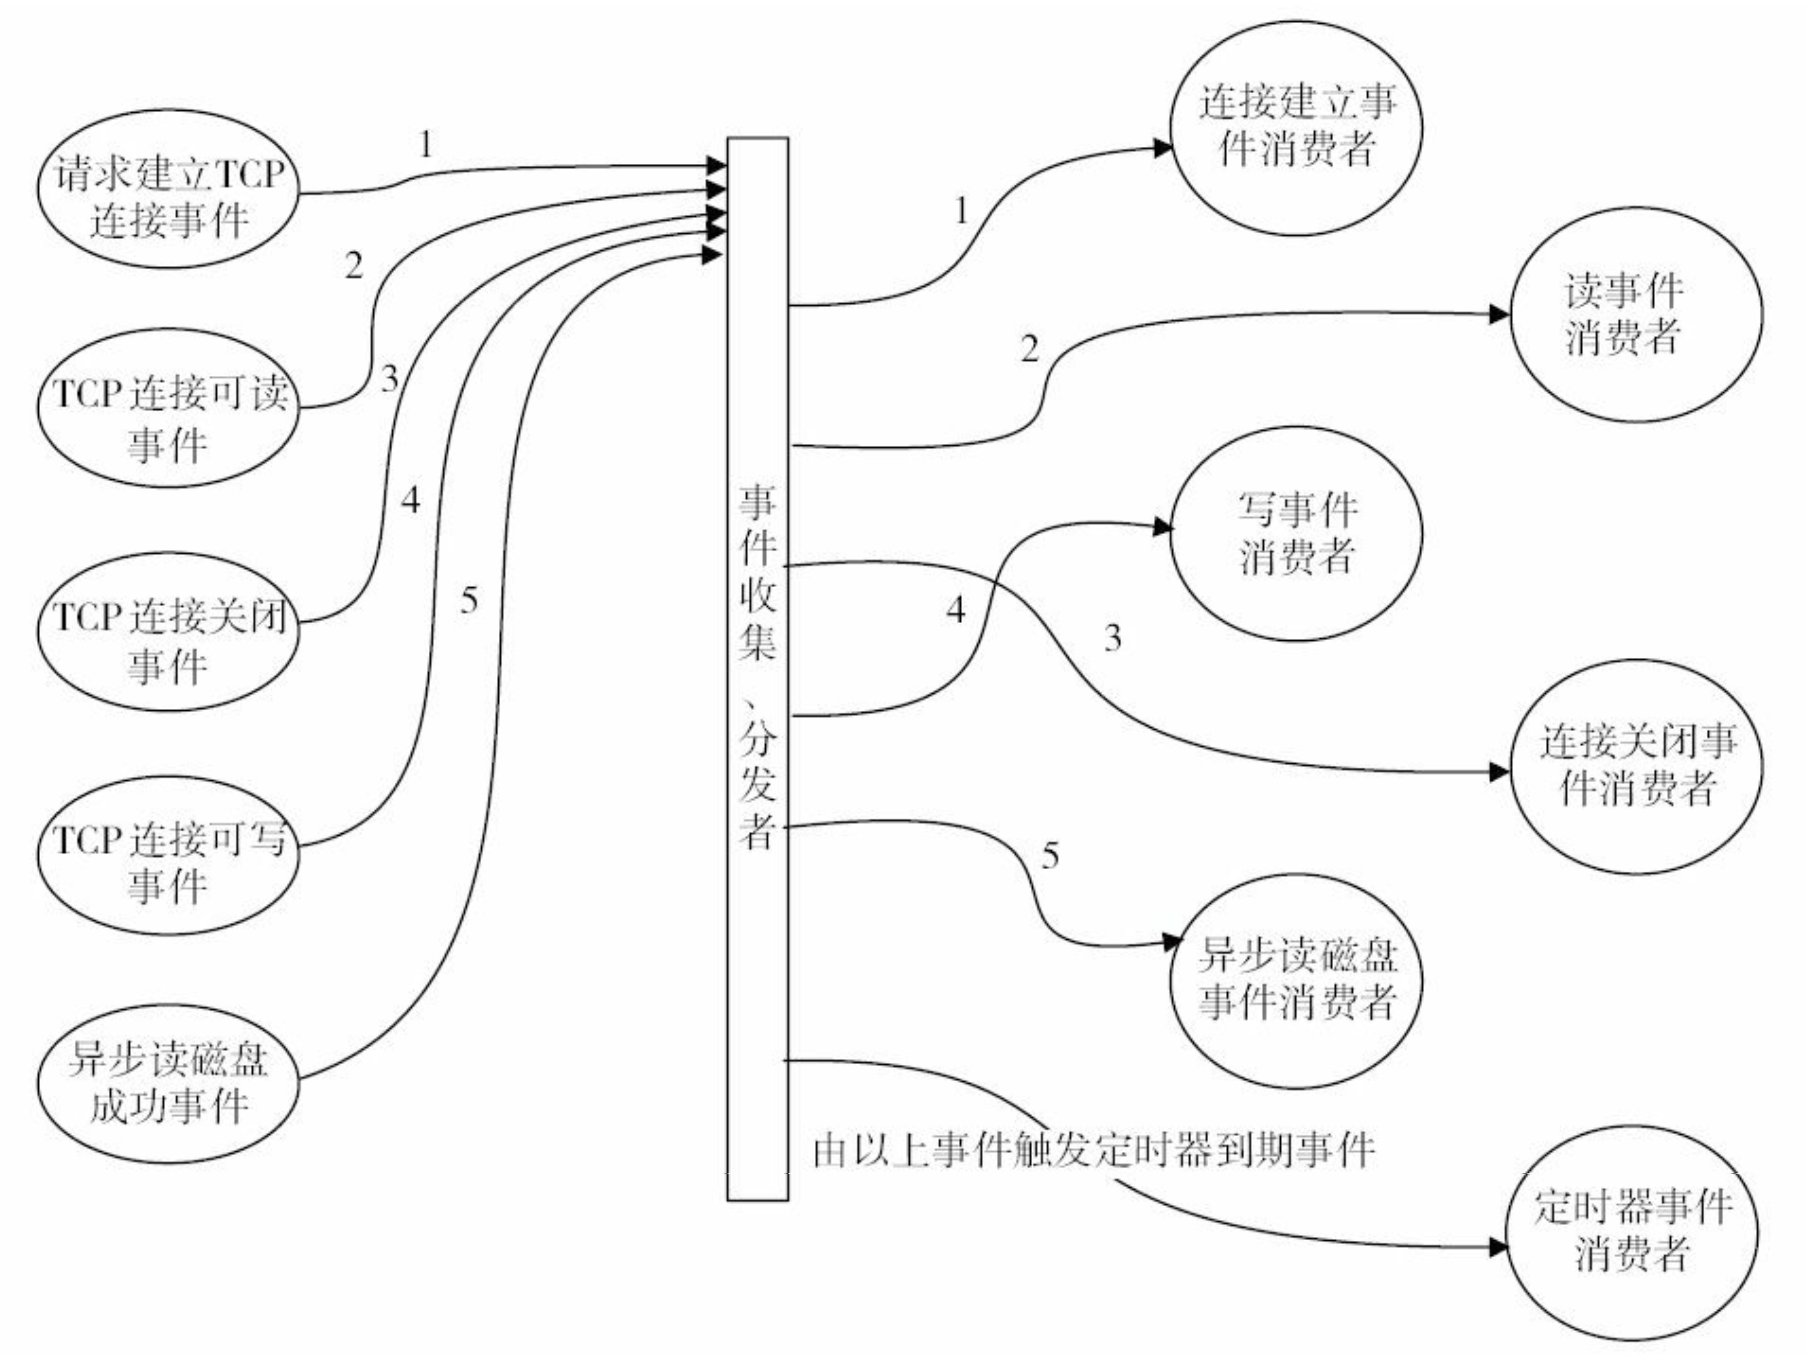 请求建立TCP
连接事件
1
TCP连接可读
事件
2
TCP连接关闭
事件
3
TCP连接可写
事件
4
异步读磁盘
成功事件
5
事件收集、分发者
1
连接建立事
件消费者
2
读事件
消费者
4
写事件
消费者
3
连接关闭事
件消费者
5
异步读磁盘
事件消费者
由以上事件触发定时器到期事件
定时器事件
消费者